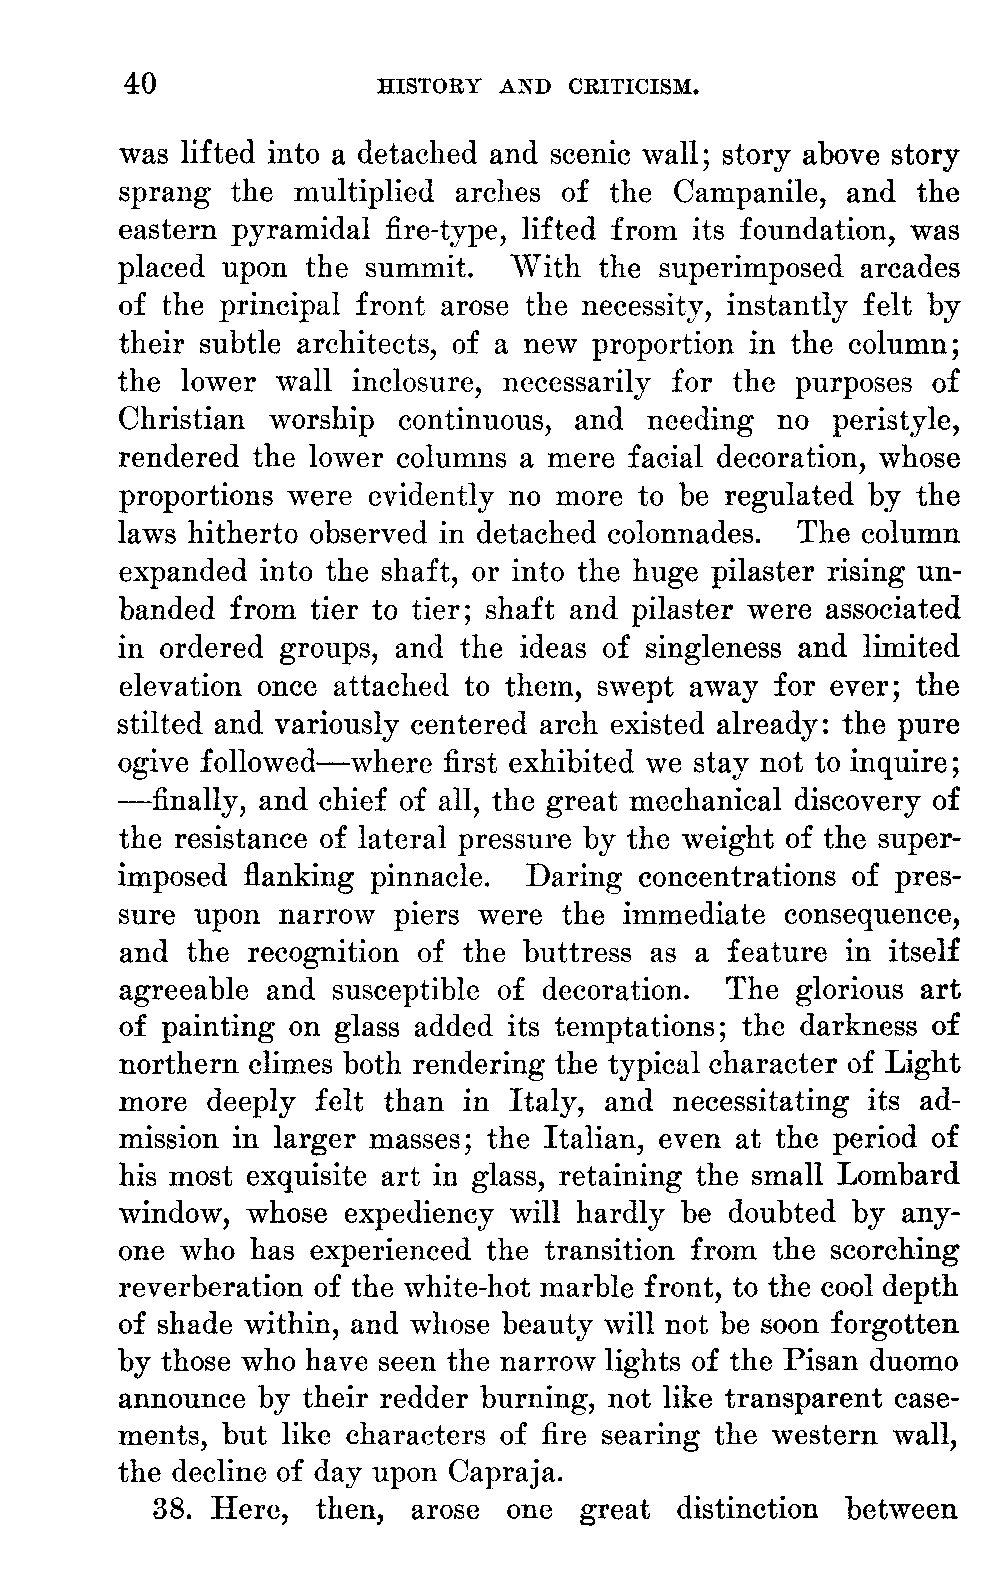 40 HISTORY AND CRITICISM.
was lifted into a detached and scenic wall; story above story
sprang the multiplied arches of the Campanile, and the
eastern pyramidal fire-type, lifted from its foundation, was
placed upon the summit. With the superimposed arcades
of the principal front arose the necessity, instantly felt by
their subtle architects, of a new proportion in the column;
the lower wall inclosure, necessarily for the purposes of
Christian worship continuous, and needing no peristyle,
rendered the lower columns a mere facial decoration, whose
proportions were evidently no more to be regulated by the
laws hitherto observed in detached colonnades. The column
expanded into the shaft, or into the huge pilaster rising un-
banded from tier to tier; shaft and pilaster were associated
in ordered groups, and the ideas of singleness and limited
elevation once attached to them, swept away for ever; the
stilted and variously centered arch existed already: the pure
ogive followed—where first exhibited we stay not to inquire;
—finally, and chief of all, the great mechanical discovery of
the resistance of lateral pressure by the weight of the super-
imposed flanking pinnacle. Daring concentrations of pres-
sure upon narrow piers were the immediate consequence,
and the recognition of the buttress as a feature in itself
agreeable and susceptible of decoration. The glorious art
of painting on glass added its temptations; the darkness of
northern climes both rendering the typical character of Light
more deeply felt than in Italy, and necessitating its ad-
mission in larger masses; the Italian, even at the period of
his most exquisite art in glass, retaining the small Lombard
window, whose expediency will hardly be doubted by any-
one who has experienced the transition from the scorching
reverberation of the white-hot marble front, to the cool depth
of shade within, and whose beauty will not be soon forgotten
by those who have seen the narrow lights of the Pisan duomo
announce by their redder burning, not like transparent case-
ments, but like characters of fire searing the western wall,
the decline of day upon Capraja.
38. Here, then, arose one great distinction between